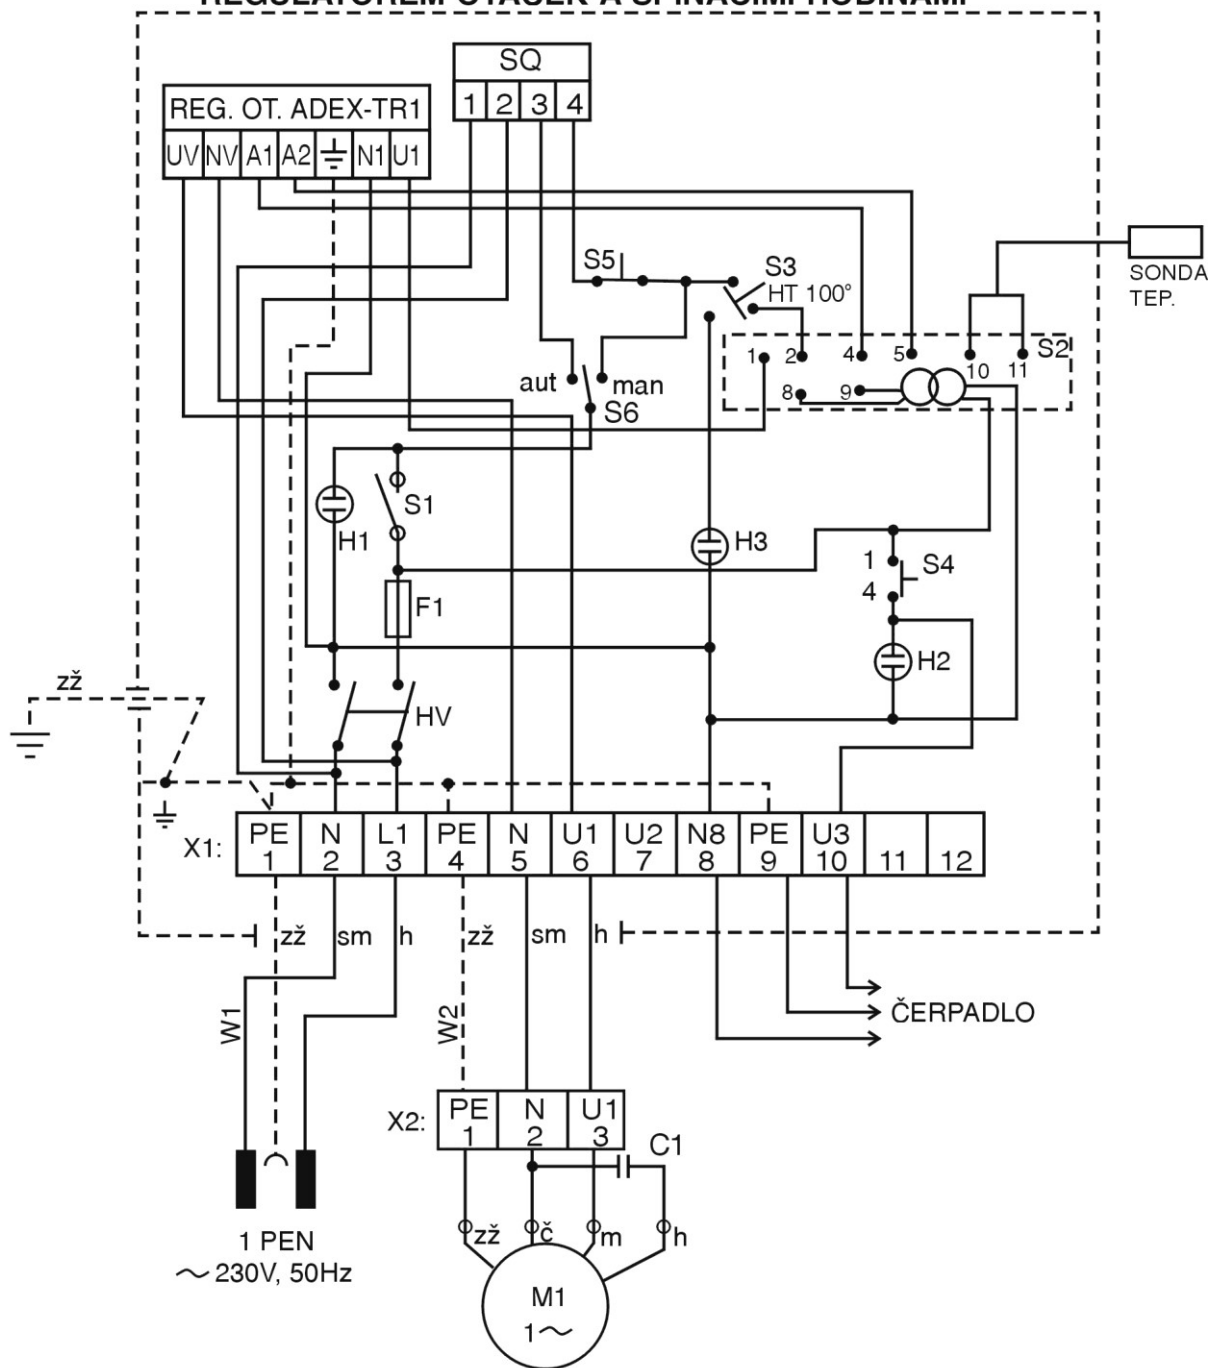 REGULÁTOREM OTÁČEK A SPÍNACÍMI HODINAMI
SQ
1 2 3 4
REG. OT. ADEX-TR1
UV NV A1 A2 N1 U1
S5
S3
HT 100°
SONDA
TEP.
S2
1 2 4 5 10 11
8 9
aut man
S6
S1
H1
H3
1
4
S4
F1
H2
zž
HV
X1:
PE N L1 PE N U1 U2 N8 PE U3
1 2 3 4 5 6 7 8 9 10 11 12
zž sm h zž sm h
W1
W2
ČERPADLO
X2:
PE N U1
1 2 3
C1
zž č m h
1 PEN
~ 230V, 50Hz
M1
1~